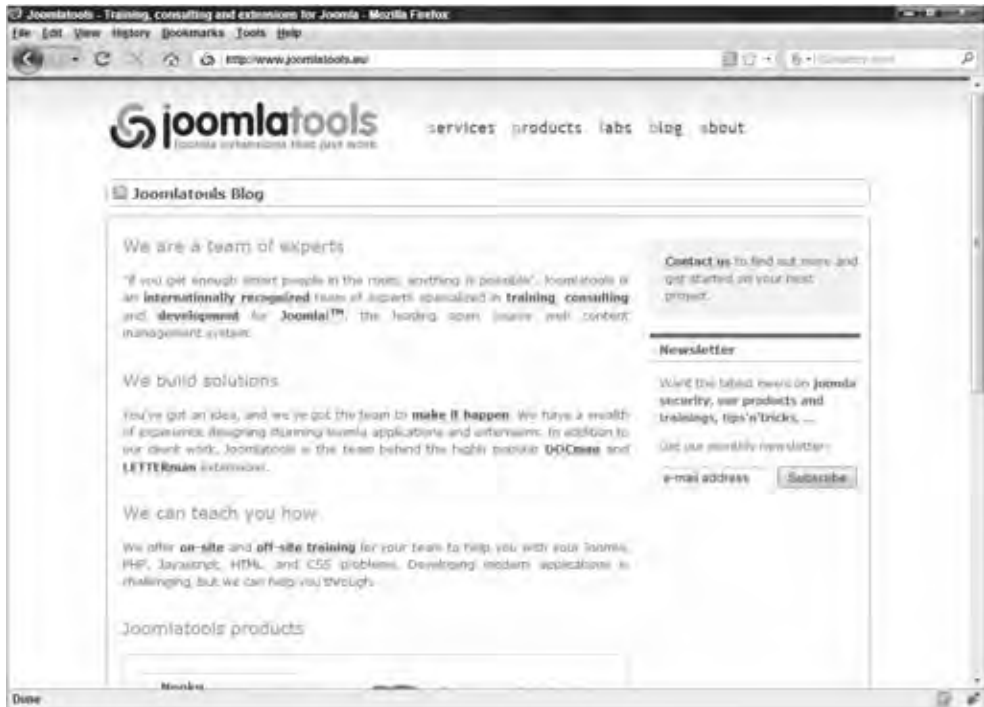 Joomlatools - Training, consulting and extensions for Joomla - Mozilla Firefox
File Edit View History Bookmarks Tools Help
http://www.joomlatools.eu/
joomlatools
joomla extensions that just work
services products labs blog about
Joomlatools Blog
We are a team of experts
"If you get enough smart people in the room, anything is possible". Joomlatools is
an internationally recognized team of experts specialized in training, consulting
and development for Joomla!™, the leading open source web content
management system.
We build solutions
You've got an idea, and we've got the team to make it happen. We have a wealth
of experience designing stunning Joomla applications and extensions. In addition to
our client work, Joomlatools is the team behind the highly popular DOCman and
LETTERman extensions.
We can teach you how
We offer on-site and off-site training for your team to help you with your Joomla,
PHP, Javascript, HTML, and CSS problems. Developing modern applications is
challenging, but we can help you through.
Joomlatools products
Nooku
Contact us to find out more and
get started on your next
project.
Newsletter
Want the latest news on joomla
security, our products and
trainings, tips'n'tricks, ...
Get our monthly newsletter:
e-mail address Subscribe
Done